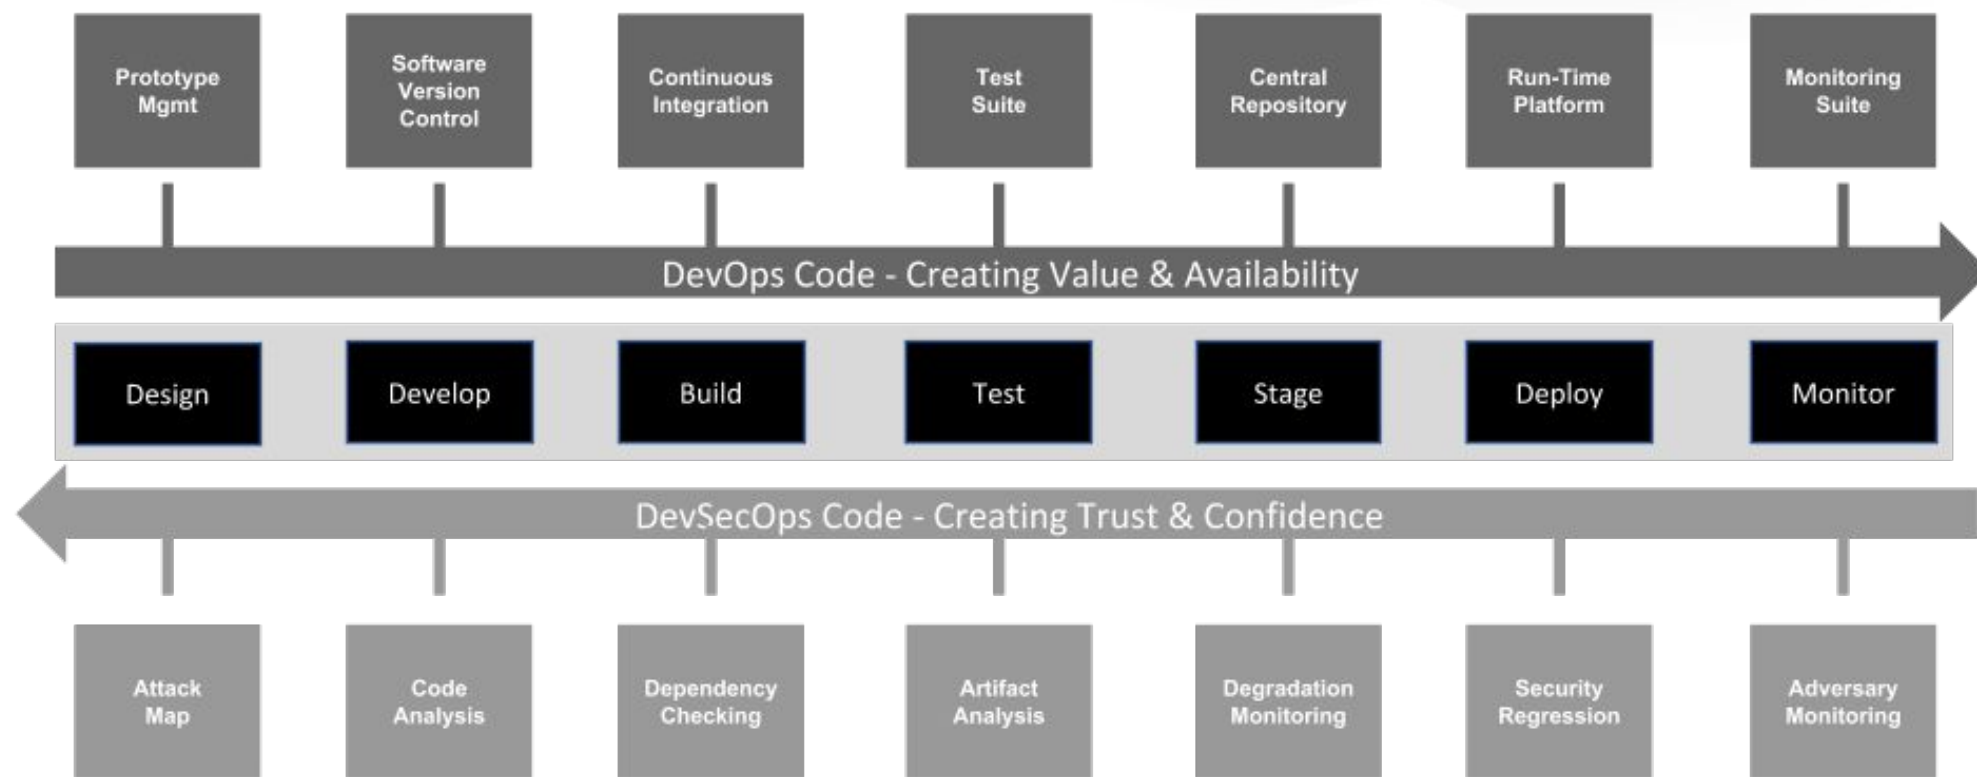 Prototype
Mgmt
Software
Version
Control
Continuous
Integration
Test
Suite
Central
Repository
Run-Time
Platform
Monitoring
Suite
DevOps Code - Creating Value & Availability
Design
Develop
Build
Test
Stage
Deploy
Monitor
DevSecOps Code - Creating Trust & Confidence
Attack
Map
Code
Analysis
Dependency
Checking
Artifact
Analysis
Degradation
Monitoring
Security
Regression
Adversary
Monitoring